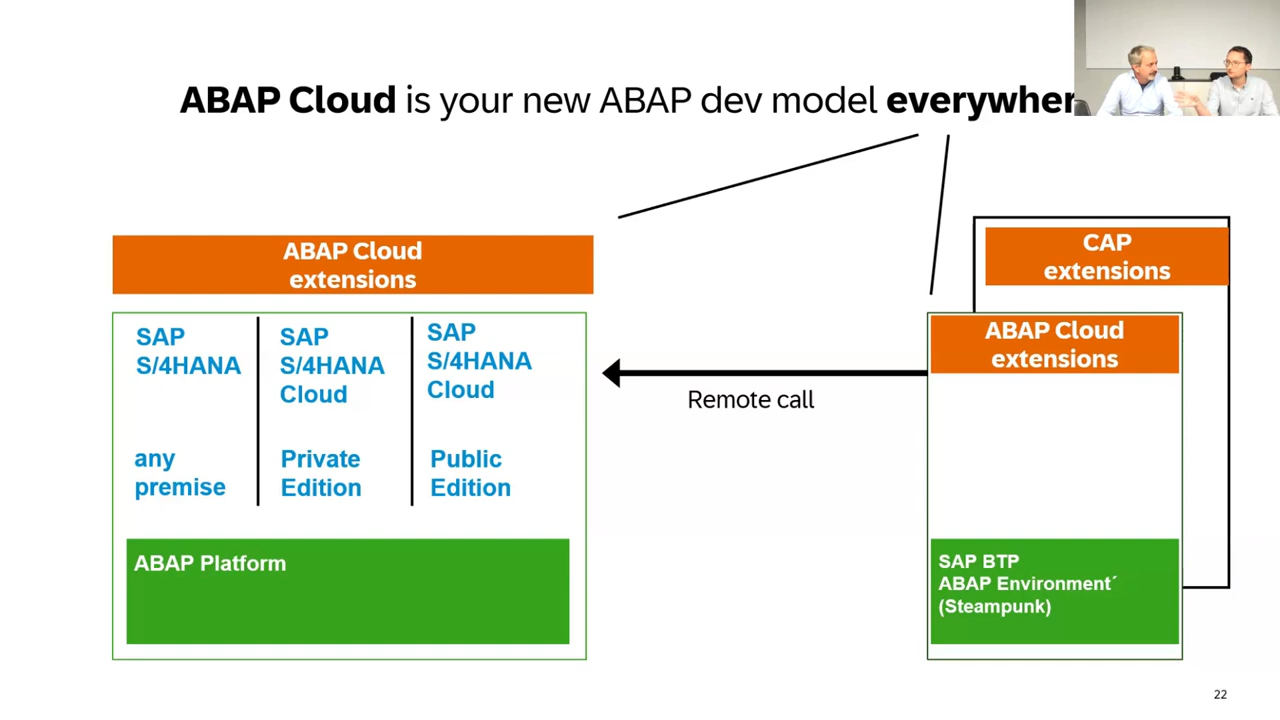 ABAP Cloud is your new ABAP dev model everywher
ABAP Cloud
extensions
SAP
S/4HANA
any
premise
SAP
S/4HANA
Cloud
Private
Edition
SAP
S/4HANA
Cloud
Public
Edition
ABAP Platform
Remote call
CAP
extensions
ABAP Cloud
extensions
SAP BTP
ABAP Environment´
(Steampunk)
22